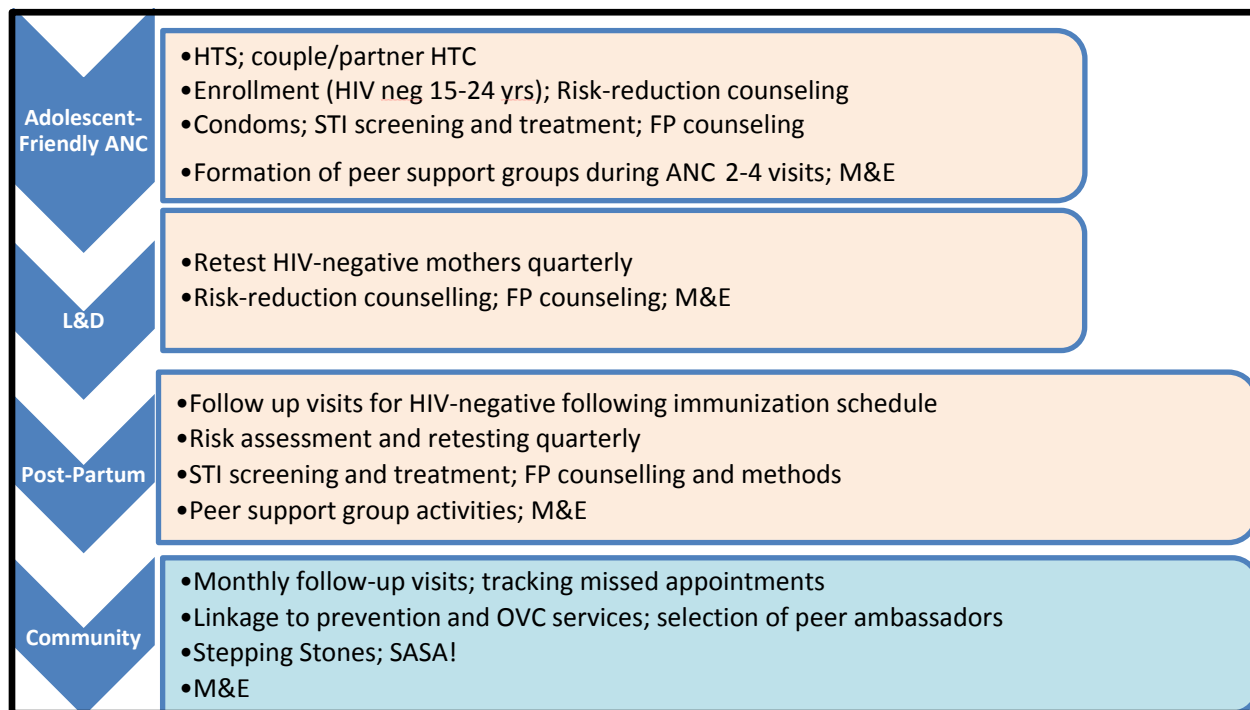 Adolescent-
Friendly ANC
•HTS; couple/partner HTC
•Enrollment (HIV neg 15-24 yrs); Risk-reduction counseling
•Condoms; STI screening and treatment; FP counseling
•Formation of peer support groups during ANC 2-4 visits; M&E
L&D
•Retest HIV-negative mothers quarterly
•Risk-reduction counselling; FP counseling; M&E
Post-Partum
•Follow up visits for HIV-negative following immunization schedule
•Risk assessment and retesting quarterly
•STI screening and treatment; FP counselling and methods
•Peer support group activities; M&E
Community
•Monthly follow-up visits; tracking missed appointments
•Linkage to prevention and OVC services; selection of peer ambassadors
•Stepping Stones; SASA!
•M&E